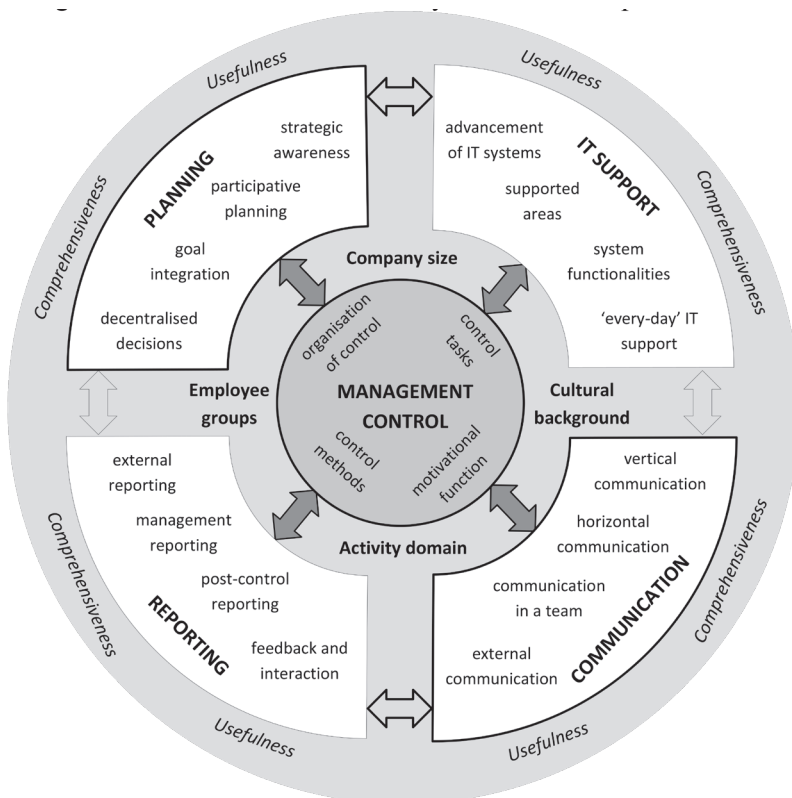 Usefulness
Comprehensiveness
PLANNING
strategic
awareness
participative
planning
goal
integration
decentralised
decisions
Usefulness
Comprehensiveness
IT SUPPORT
advancement
of IT systems
supported
areas
system
functionalities
‘every-day’ IT
support
Company size
Employee
groups
Cultural
background
Activity domain
organisation
of control
control
tasks
MANAGEMENT
CONTROL
control
methods
motivational
function
external
reporting
management
reporting
post-control
reporting
feedback and
interaction
REPORTING
Comprehensiveness
Usefulness
vertical
communication
horizontal
communication
communication
in a team
external
communication
COMMUNICATION
Comprehensiveness
Usefulness